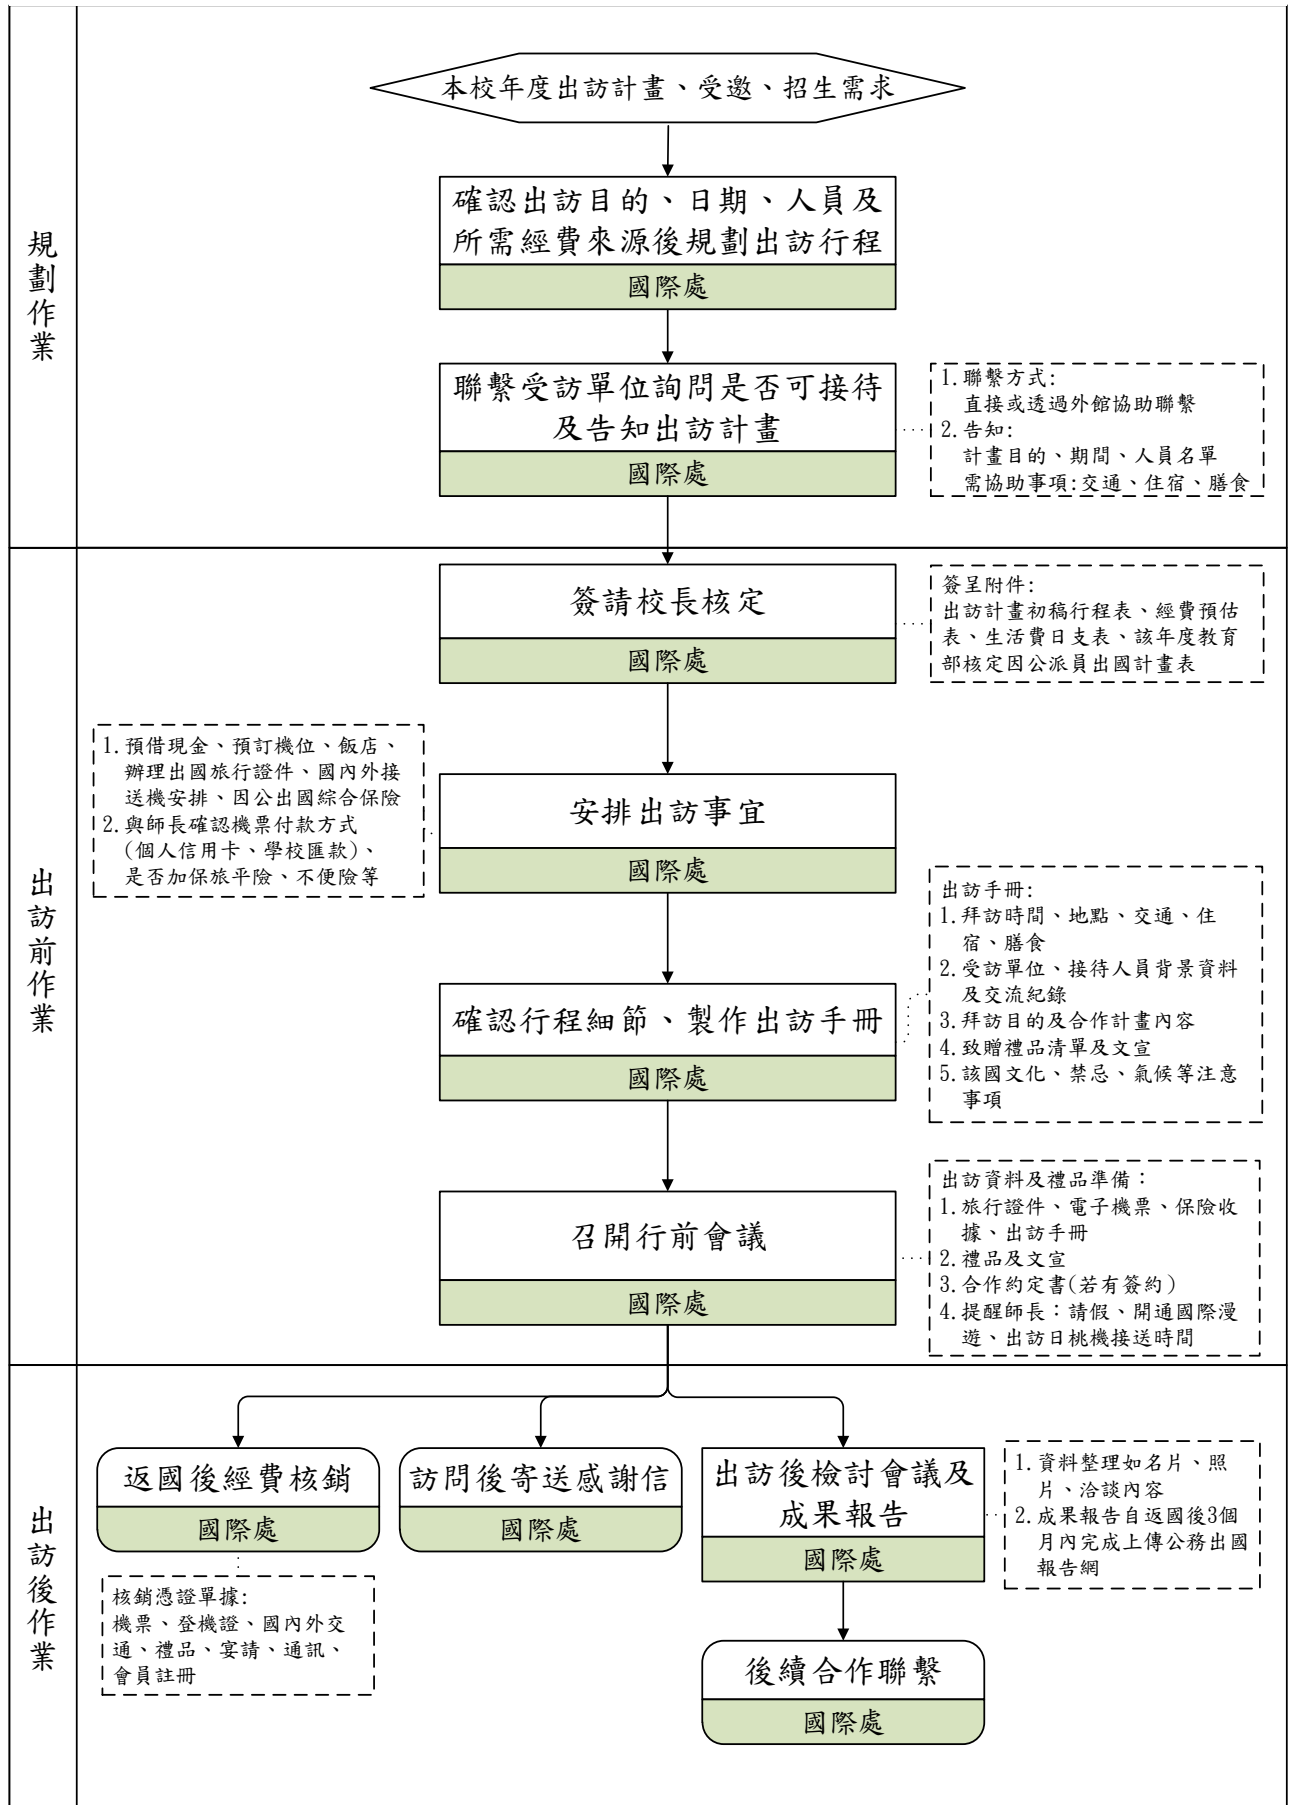 規劃作業
本校年度出訪計畫、受邀、招生需求
確認出訪目的、日期、人員及
所需經費來源後規劃出訪行程
國際處
聯繫受訪單位詢問是否可接待
及告知出訪計畫
國際處
1.聯繫方式:
直接或透過外館協助聯繫
2.告知:
計畫目的、期間、人員名單
需協助事項:交通、住宿、膳食
出訪前作業
簽請校長核定
國際處
簽呈附件:
出訪計畫初稿行程表、經費預估
表、生活費日支表、該年度教育
部核定因公派員出國計畫表
1.預借現金、預訂機位、飯店、
辦理出國旅行證件、國內外接
送機安排、因公出國綜合保險
2.與師長確認機票付款方式
(個人信用卡、學校匯款)、
是否加保旅平險、不便險等
安排出訪事宜
國際處
確認行程細節、製作出訪手冊
國際處
出訪手冊:
1.拜訪時間、地點、交通、住
宿、膳食
2.受訪單位、接待人員背景資料
及交流紀錄
3.拜訪目的及合作計畫內容
4.致贈禮品清單及文宣
5.該國文化、禁忌、氣候等注意
事項
召開行前會議
國際處
出訪資料及禮品準備：
1.旅行證件、電子機票、保險收
據、出訪手冊
2.禮品及文宣
3.合作約定書(若有簽約)
4.提醒師長：請假、開通國際漫
遊、出訪日桃機接送時間
出訪後作業
返國後經費核銷
國際處
核銷憑證單據:
機票、登機證、國內外交
通、禮品、宴請、通訊、
會員註冊
訪問後寄送感謝信
國際處
出訪後檢討會議及
成果報告
國際處
1.資料整理如名片、照
片、洽談內容
2.成果報告自返國後3個
月內完成上傳公務出國
報告網
後續合作聯繫
國際處